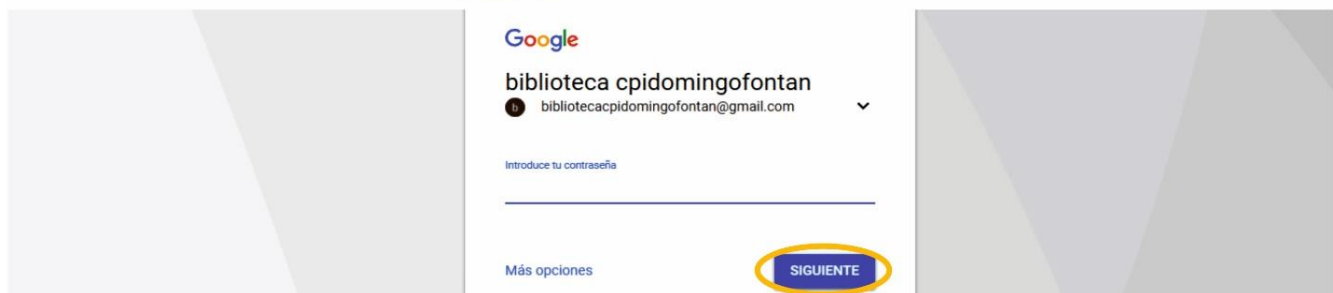 Google
biblioteca cpidomingofontan
b bibliotecacpidomingofontan@gmail.com
Introduce tu contraseña
Más opciones SIGUIENTE